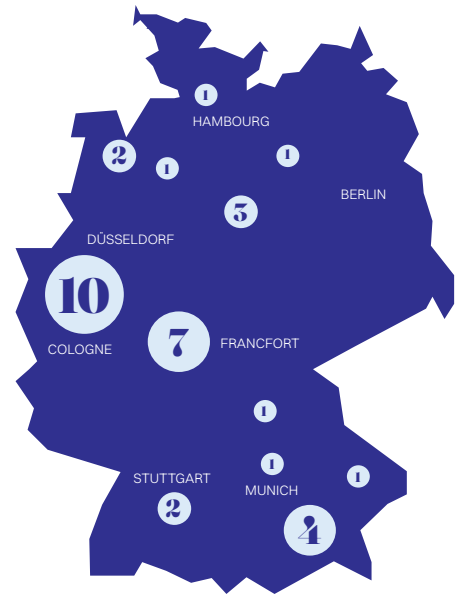 1
HAMBOURG
2
1
1
BERLIN
3
DÜSSELDORF
10
7
FRANCFORT
COLOGNE
1
1
1
STUTTGART
MUNICH
2
4